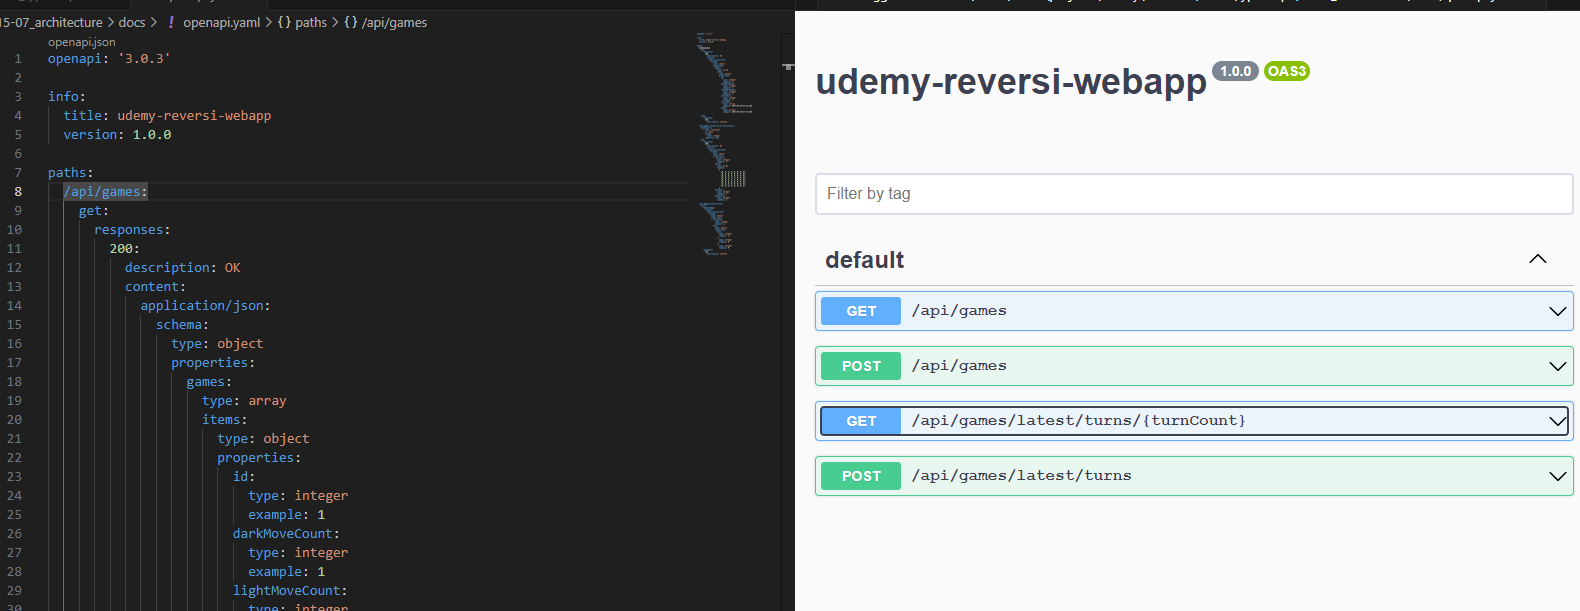 15-07_architecture > docs > ! openapi.yaml > {} paths > {} /api/games
openapi.json
1 openapi: '3.0.3'
2
3 info:
4 title: udemy-reversi-webapp
5 version: 1.0.0
6
7 paths:
8 /api/games:
9 get:
10 responses:
11 200:
12 description: OK
13 content:
14 application/json:
15 schema:
16 type: object
17 properties:
18 games:
19 type: array
20 items:
21 type: object
22 properties:
23 id:
24 type: integer
25 example: 1
26 darkMoveCount:
27 type: integer
28 example: 1
29 lightMoveCount:
30 type: integer
udemy-reversi-webapp 1.0.0 OAS3
Filter by tag
default
GET /api/games
POST /api/games
GET /api/games/latest/turns/{turnCount}
POST /api/games/latest/turns